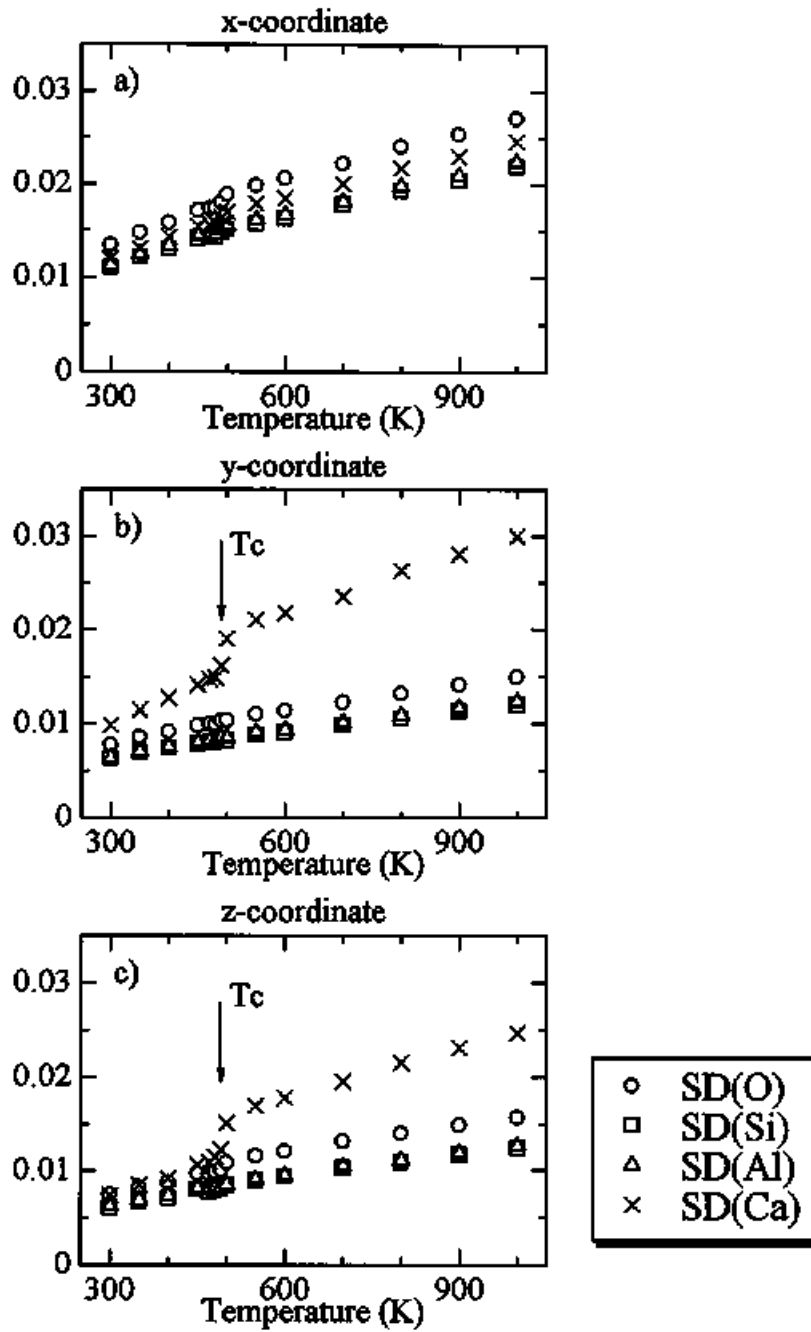 x-coordinate
a)
0.03
0.02
0.01
0
300 600 900
Temperature (K)
y-coordinate
b)
Tc
0.03
0.02
0.01
0
300 600 900
Temperature (K)
z-coordinate
c)
Tc
0.03
0.02
0.01
0
300 600 900
Temperature (K)
SD(O)
SD(Si)
SD(Al)
SD(Ca)